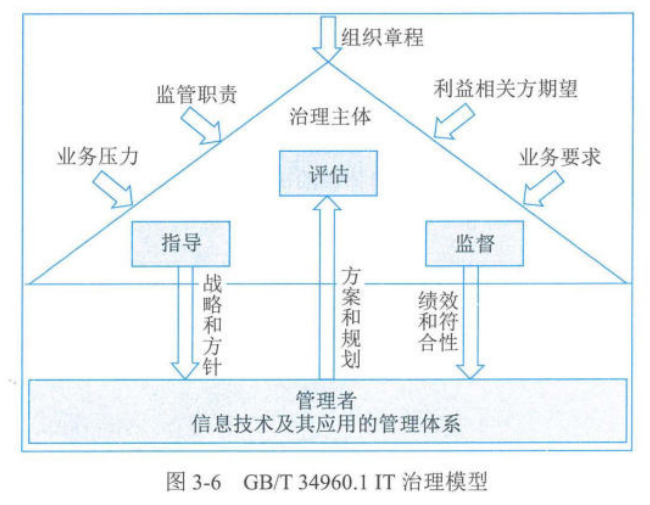 组织章程
监管职责
利益相关方期望
治理主体
业务压力
业务要求
评估
指导
监督
战略和方针
方案和规划
绩效
和符
合性
管理者
信息技术及其应用的管理体系
图 3-6 GB/T 34960.1 IT 治理模型